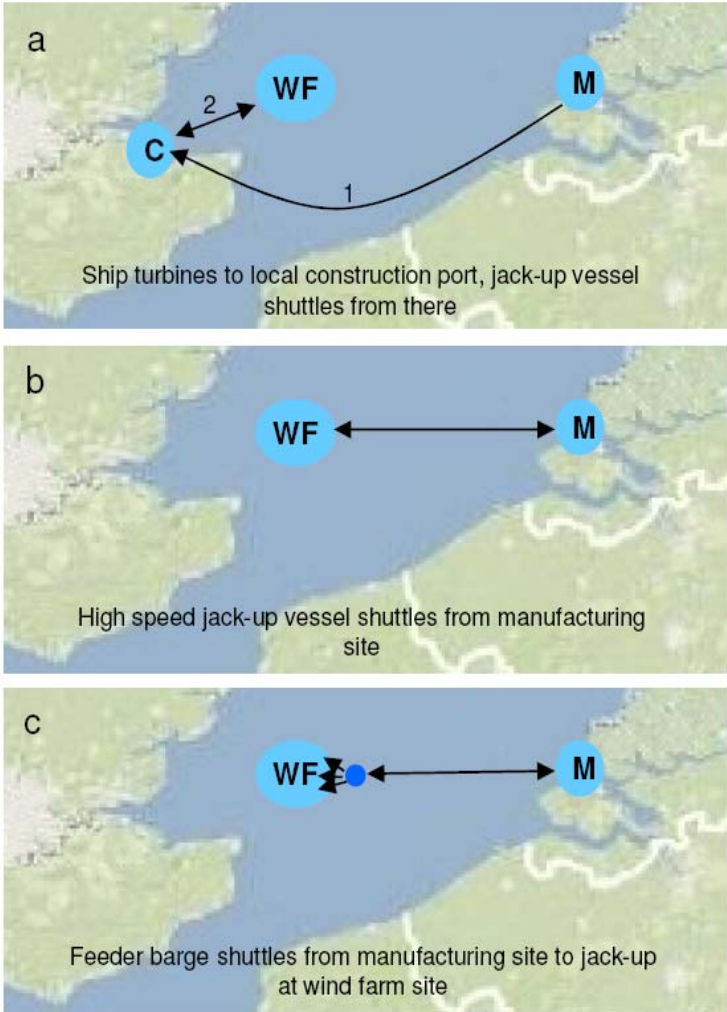 a
WF
M
2
C
1
Ship turbines to local construction port, jack-up vessel
shuttles from there
b
WF
M
High speed jack-up vessel shuttles from manufacturing
site
c
WF
M
Feeder barge shuttles from manufacturing site to jack-up
at wind farm site